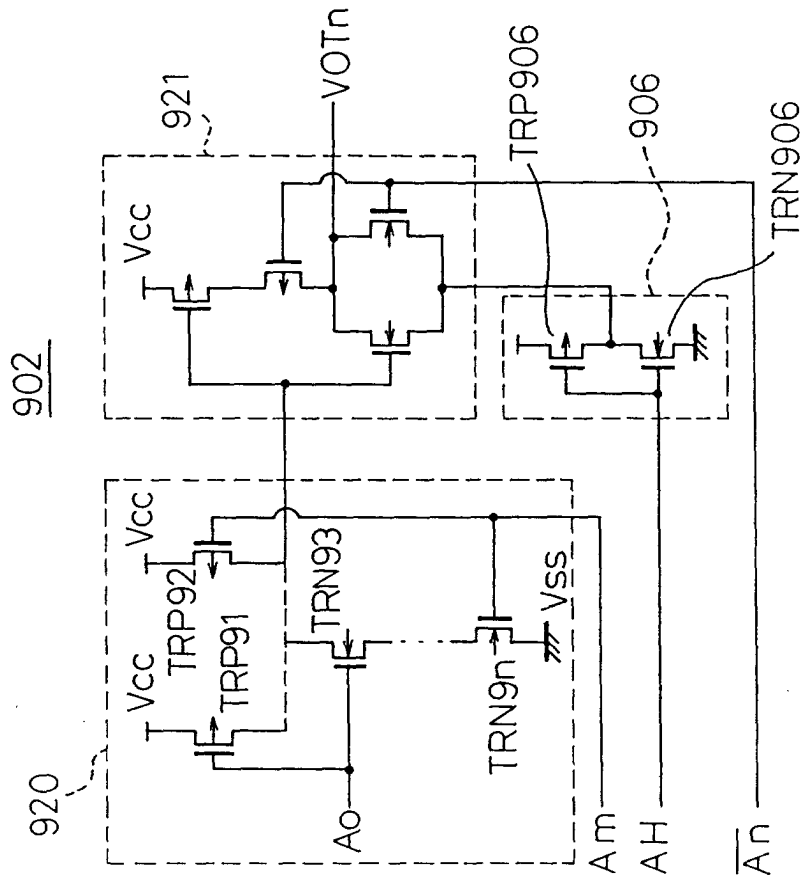 902
920
Vcc
TRP91
Vcc
TRP92
Ao
TRN93
TRN9n
Vss
Am
AH
An
921
Vcc
VOTn
TRP906
906
TRN906